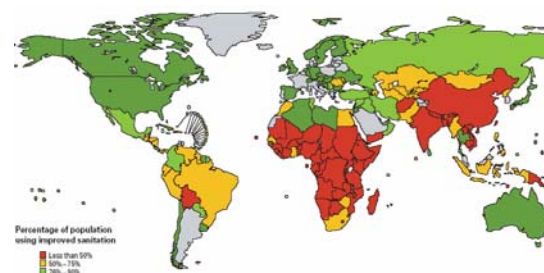 Percentage of population
using improved sanitation
Less than 50%
50% – 75%